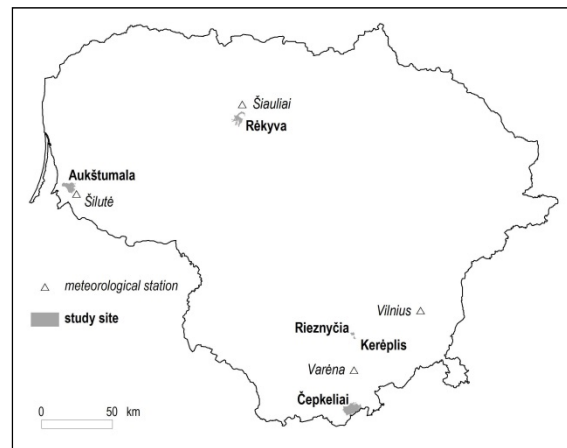 Šiauliai
Rėkyva
Aukštumala
Šilutė
meteorological station
study site
Vilnius
Rieznyčia
Kerėplis
Varėna
Čepkeliai
0 50 km